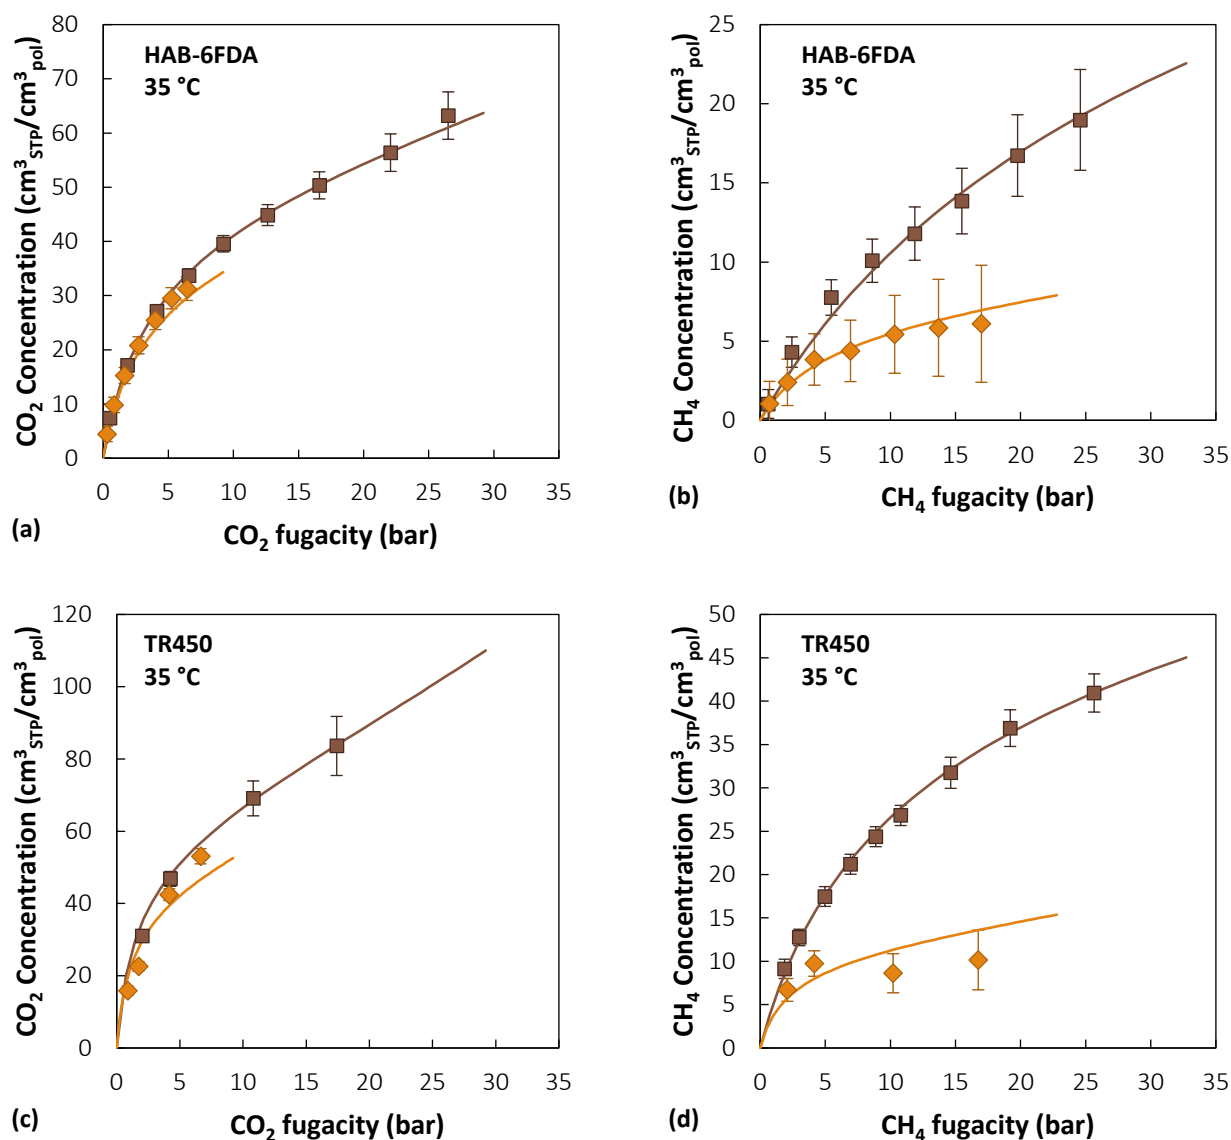 HAB-6FDA
35 °C
CO₂ Concentration (cm³STP/cm³pol)
80
70
60
50
40
30
20
10
0
0 5 10 15 20 25 30 35
CO₂ fugacity (bar)
(a)
HAB-6FDA
35 °C
CH₄ Concentration (cm³STP/cm³pol)
25
20
15
10
5
0
0 5 10 15 20 25 30 35
CH₄ fugacity (bar)
(b)
TR450
35 °C
CO₂ Concentration (cm³STP/cm³pol)
120
100
80
60
40
20
0
0 5 10 15 20 25 30 35
CO₂ fugacity (bar)
(c)
TR450
35 °C
CH₄ Concentration (cm³STP/cm³pol)
50
45
40
35
30
25
20
15
10
5
0
0 5 10 15 20 25 30 35
CH₄ fugacity (bar)
(d)